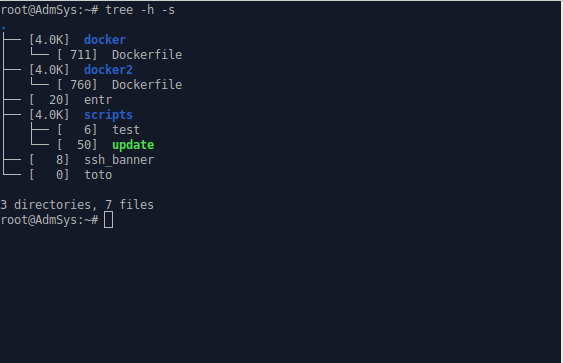 root@AdmSys:~# tree -h -s
.
├── [4.0K]  docker
│   └── [ 711]  Dockerfile
├── [4.0K]  docker2
│   └── [ 760]  Dockerfile
├── [  20]  entr
├── [4.0K]  scripts
│   ├── [   6]  test
│   └── [  50]  update
├── [   8]  ssh_banner
└── [   0]  toto
3 directories, 7 files
root@AdmSys:~#